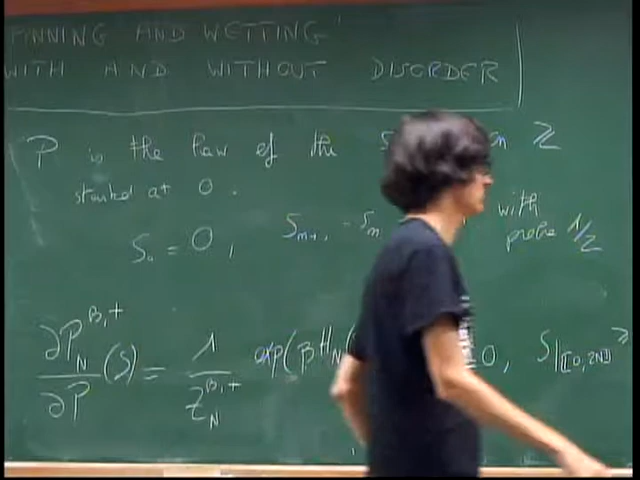 PINNING AND WETTING
WITH AND WITHOUT DISORDER
P is the law of the S on ℤ
started at 0 .
S₀ = 0 , S_{n+1} - S_n with
proba 1/2
∂P_N^{β,+}/∂P (S) = 1/Z_N^{β,+} exp(β H_N( 0 , S|[[0,2N]] ≥